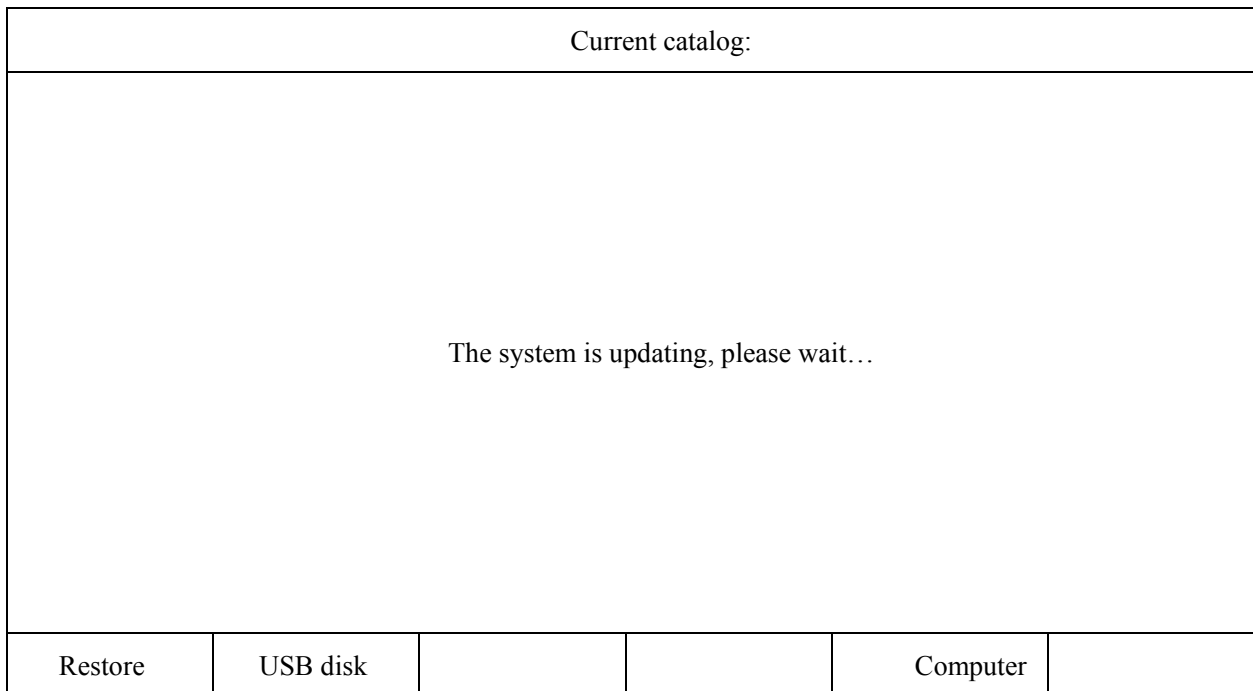 Current catalog:
The system is updating, please wait…
Restore USB disk Computer